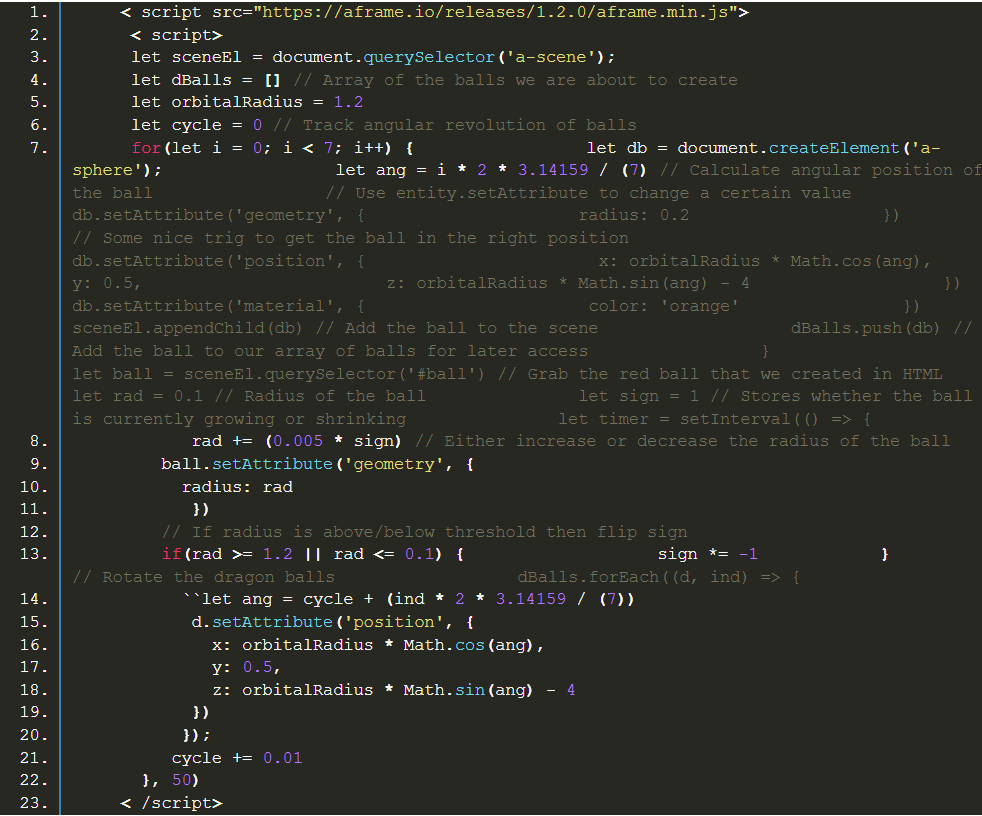 1. < script src="https://aframe.io/releases/1.2.0/aframe.min.js">
2. < script>
3. let sceneEl = document.querySelector('a-scene');
4. let dBalls = [] // Array of the balls we are about to create
5. let orbitalRadius = 1.2
6. let cycle = 0 // Track angular revolution of balls
7. for(let i = 0; i < 7; i++) { let db = document.createElement('a-
sphere'); let ang = i * 2 * 3.14159 / (7) // Calculate angular position of
the ball // Use entity.setAttribute to change a certain value
db.setAttribute('geometry', { radius: 0.2 })
// Some nice trig to get the ball in the right position
db.setAttribute('position', { x: orbitalRadius * Math.cos(ang),
y: 0.5, z: orbitalRadius * Math.sin(ang) - 4 })
db.setAttribute('material', { color: 'orange' })
sceneEl.appendChild(db) // Add the ball to the scene dBalls.push(db) //
Add the ball to our array of balls for later access }
let ball = sceneEl.querySelector('#ball') // Grab the red ball that we created in HTML
let rad = 0.1 // Radius of the ball let sign = 1 // Stores whether the ball
is currently growing or shrinking let timer = setInterval(() => {
8. rad += (0.005 * sign) // Either increase or decrease the radius of the ball
9. ball.setAttribute('geometry', {
10. radius: rad
11. })
12. // If radius is above/below threshold then flip sign
13. if(rad >= 1.2 || rad <= 0.1) { sign *= -1 }
// Rotate the dragon balls dBalls.forEach((d, ind) => {
14. ``let ang = cycle + (ind * 2 * 3.14159 / (7))
15. d.setAttribute('position', {
16. x: orbitalRadius * Math.cos(ang),
17. y: 0.5,
18. z: orbitalRadius * Math.sin(ang) - 4
19. })
20. });
21. cycle += 0.01
22. }, 50)
23. < /script>